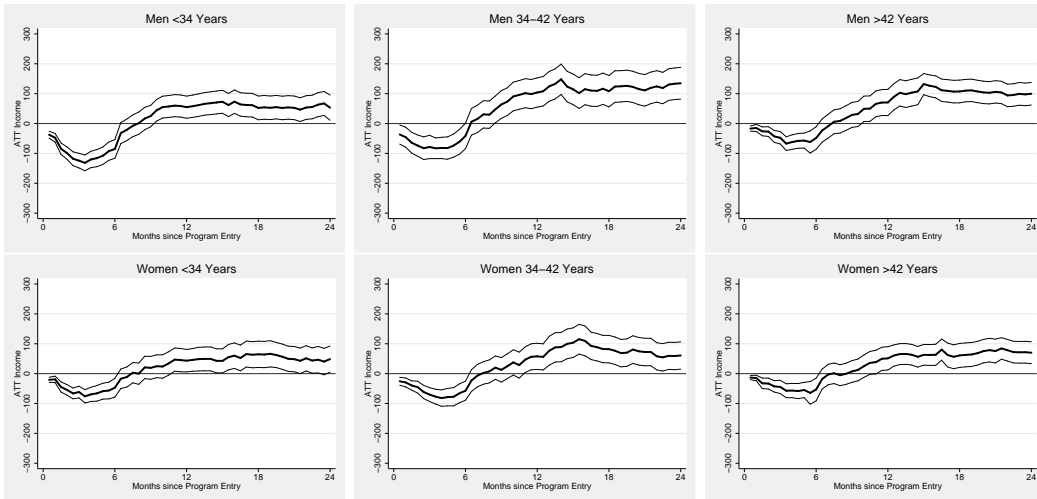 Men <34 Years
ATT Income
300
200
100
0
−100
−200
−300
0 6 12 18 24
Months since Program Entry
Men 34−42 Years
ATT Income
300
200
100
0
−100
−200
−300
0 6 12 18 24
Months since Program Entry
Men >42 Years
ATT Income
300
200
100
0
−100
−200
−300
0 6 12 18 24
Months since Program Entry
Women <34 Years
ATT Income
300
200
100
0
−100
−200
−300
0 6 12 18 24
Months since Program Entry
Women 34−42 Years
ATT Income
300
200
100
0
−100
−200
−300
0 6 12 18 24
Months since Program Entry
Women >42 Years
ATT Income
300
200
100
0
−100
−200
−300
0 6 12 18 24
Months since Program Entry